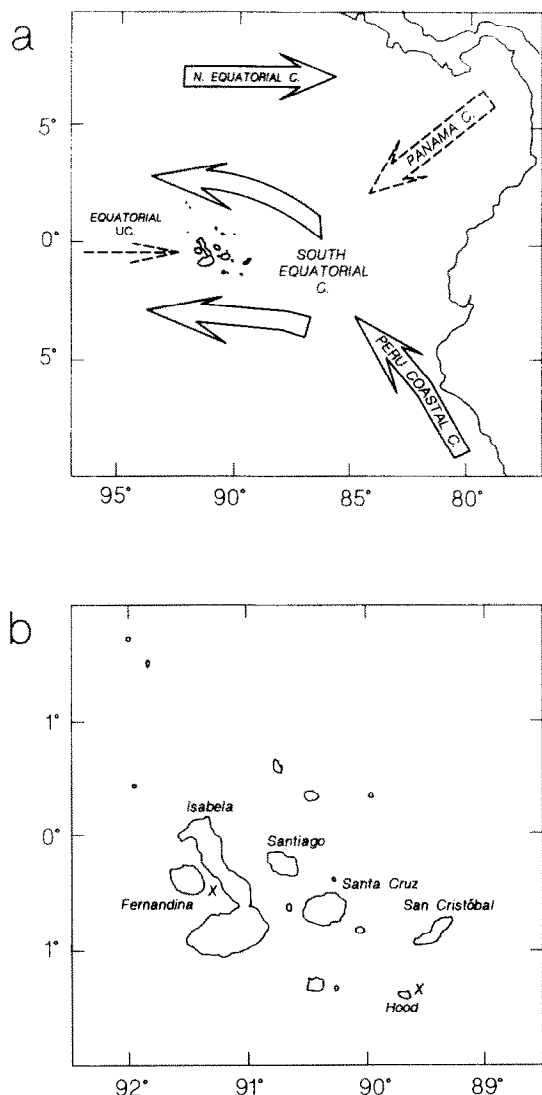 a
N. EQUATORIAL C.
PANAMA C.
5°
EQUATORIAL
UC.
0°
SOUTH
EQUATORIAL
C.
5°
PERU COASTAL C.
95°
90°
85°
80°
b
1°
Isabela
0°
Santiago
Santa Cruz
Fernandina
X
San Cristóbal
1°
X
Hood
92°
91°
90°
89°